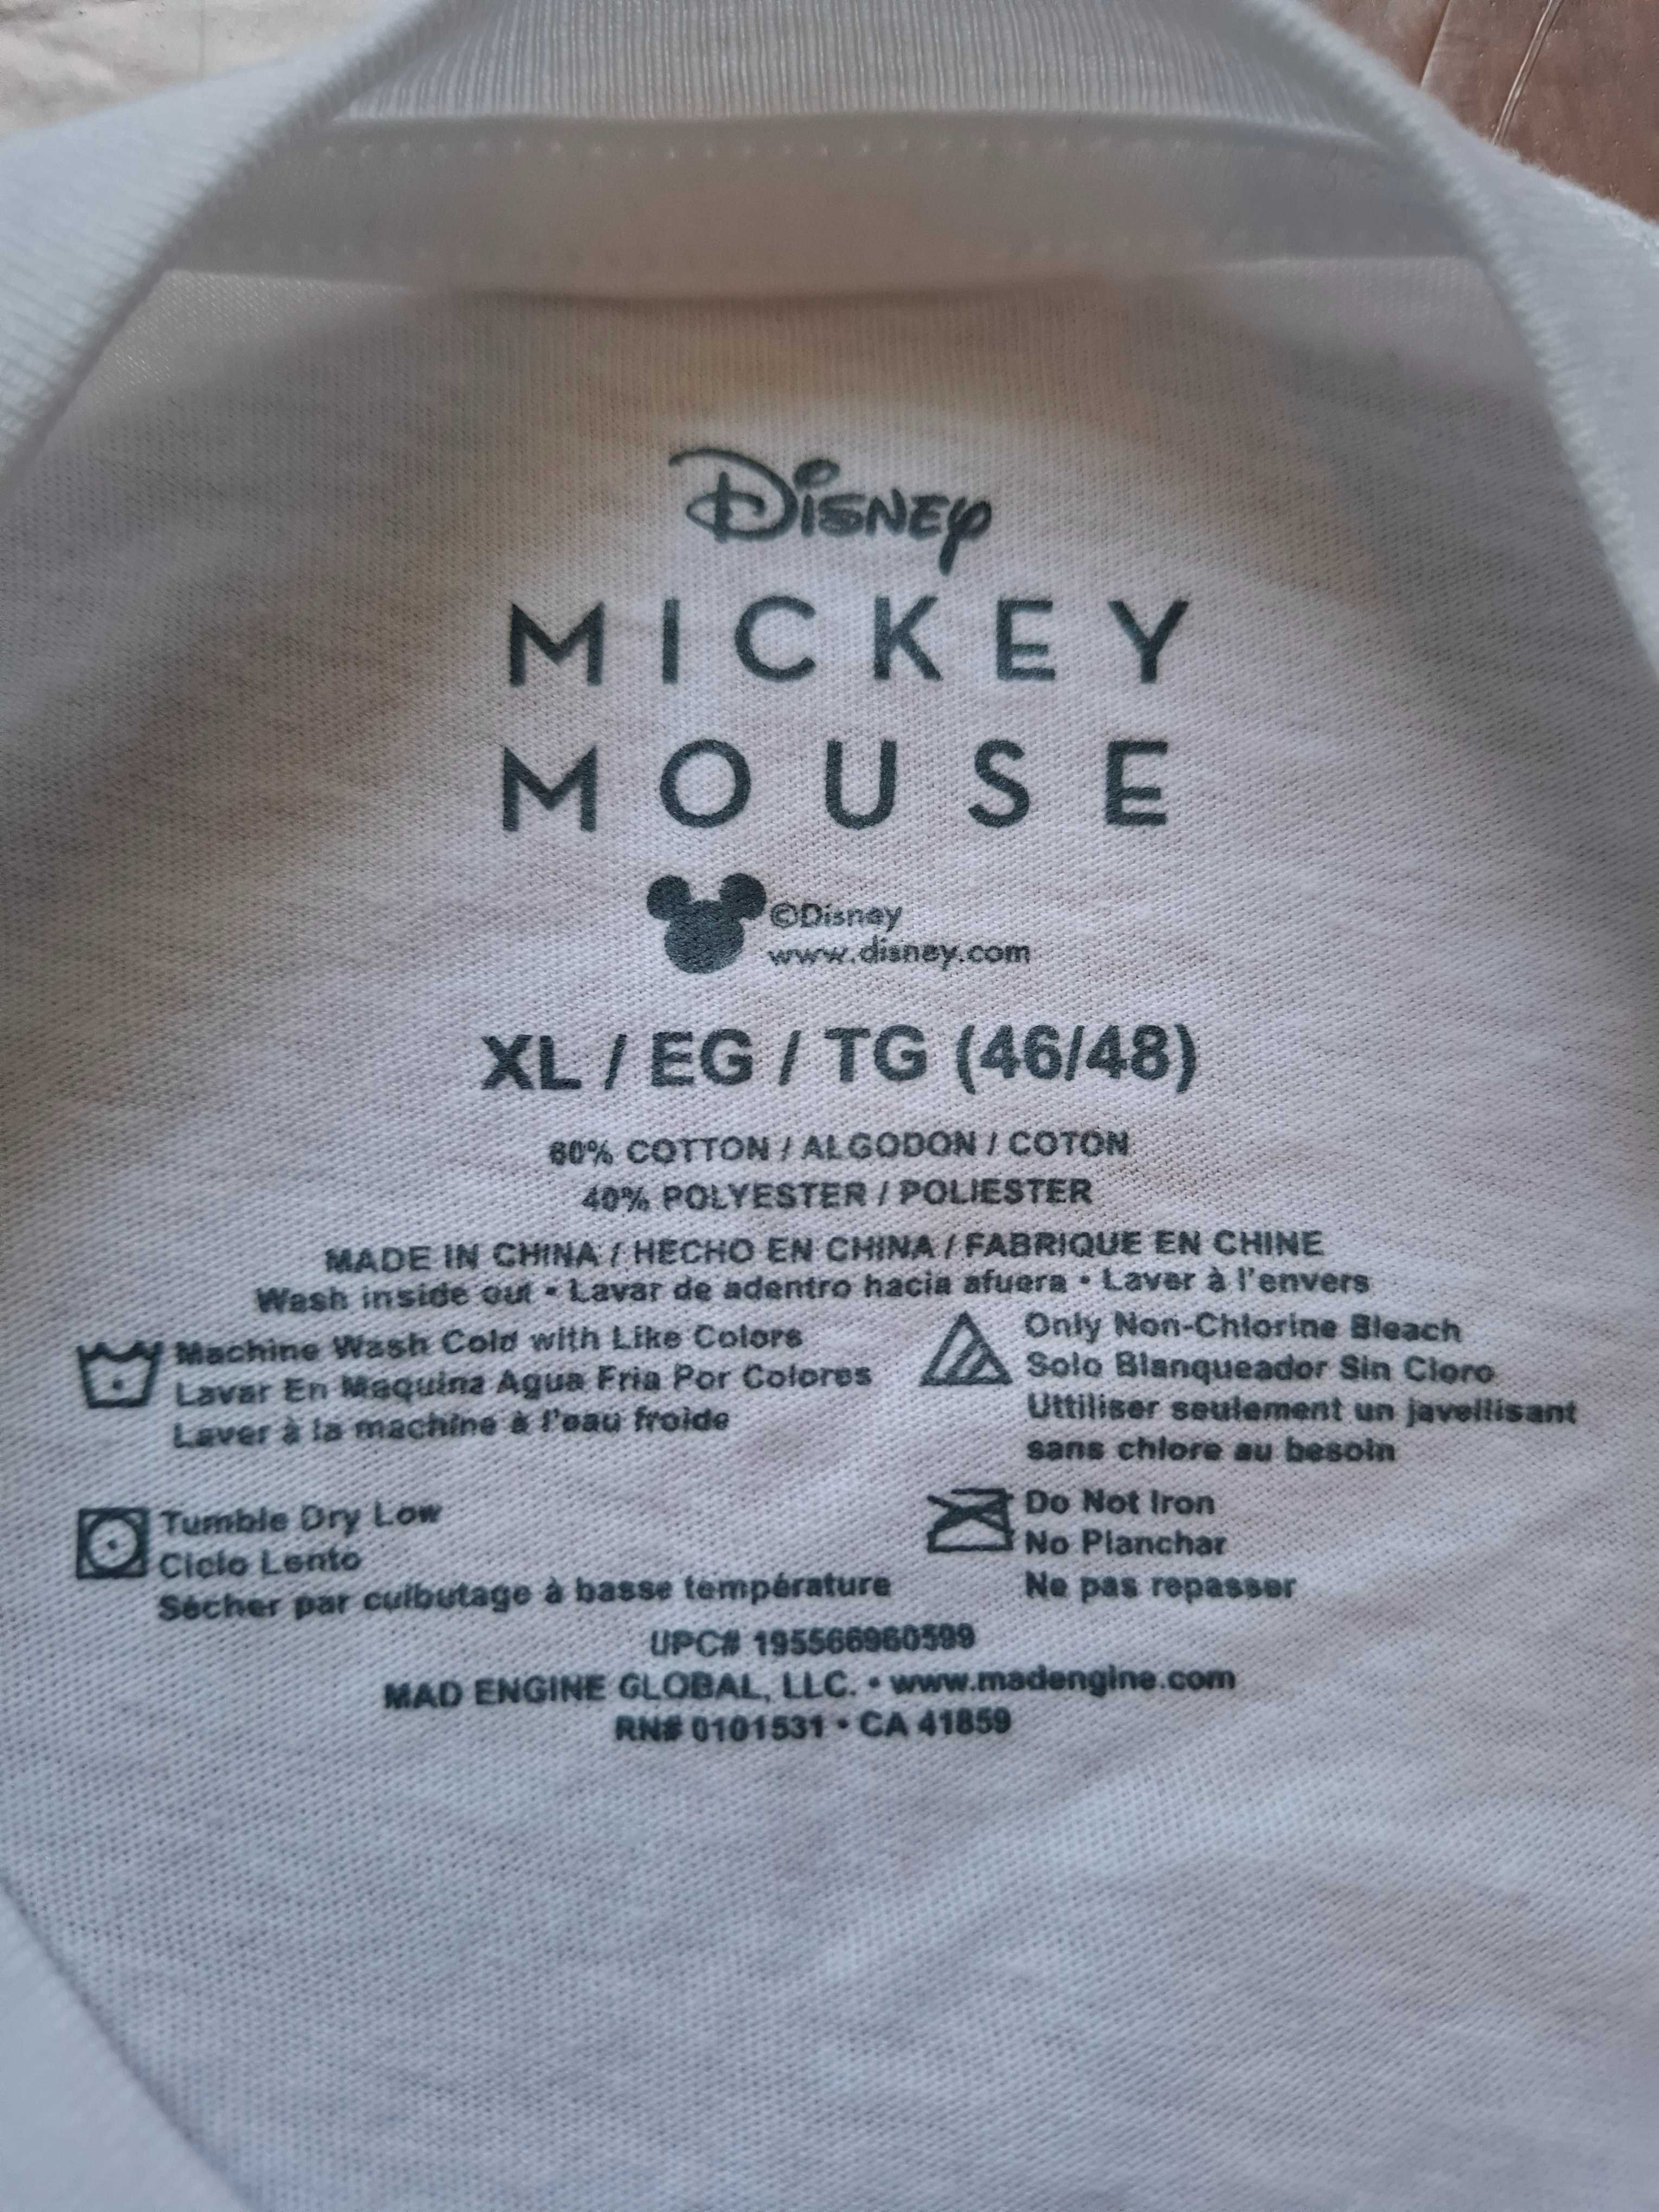 Disney
MICKEY
MOUSE
©Disney
www.disney.com
XL / EG / TG (46/48)
60% COTTON / ALGODON / COTON
40% POLYESTER / POLIESTER
MADE IN CHINA / HECHO EN CHINA / FABRIQUE EN CHINE
Wash inside out • Lavar de adentro hacia afuera • Laver à l'envers
Machine Wash Cold with Like Colors
Lavar En Maquina Agua Fria Por Colores
Laver à la machine à l'eau froide
Only Non-Chlorine Bleach
Solo Blanqueador Sin Cloro
Uttiliser seulement un javellisant
sans chlore au besoin
Tumble Dry Low
Ciclo Lento
Sécher par culbutage à basse température
Do Not Iron
No Planchar
Ne pas repasser
UPC# 195566960599
MAD ENGINE GLOBAL, LLC. • www.madengine.com
RN# 0101531 • CA 41859